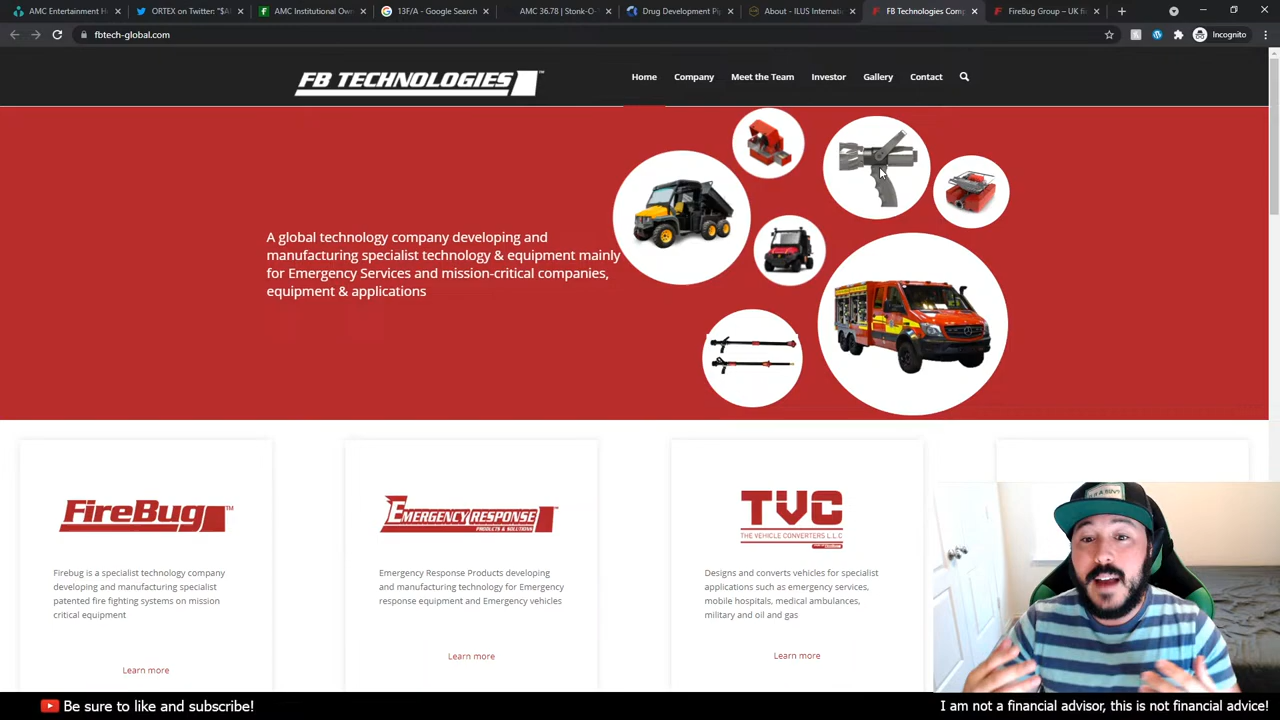 AMC Entertainment H
ORTEX on Twitter: "$A
AMC Institutional Own
13F/A - Google Search
AMC 36.78 | Stonk-O-T
Drug Development Pip
About – ILUS Internatio
FB Technologies Comp
FireBug Group – UK fir
fbtech-global.com
Incognito
FB TECHNOLOGIES™
Home
Company
Meet the Team
Investor
Gallery
Contact
A global technology company developing and
manufacturing specialist technology & equipment mainly
for Emergency Services and mission-critical companies,
equipment & applications
FireBug™
Firebug is a specialist technology company
developing and manufacturing specialist
patented fire fighting systems on mission
critical equipment
Learn more
EMERGENCY RESPONSE™
PRODUCTS & SOLUTIONS
Emergency Response Products developing
and manufacturing technology for Emergency
response equipment and Emergency vehicles
Learn more
TVC
THE VEHICLE CONVERTERS L.L.C
Designs and converts vehicles for specialist
applications such as emergency services,
mobile hospitals, medical ambulances,
military and oil and gas
Learn more
Be sure to like and subscribe!
I am not a financial advisor, this is not financial advice!